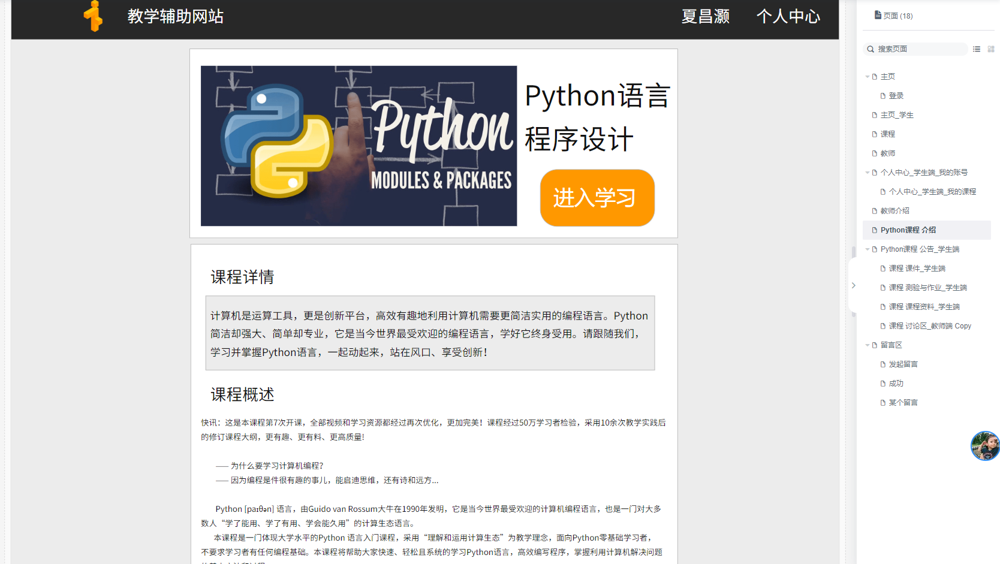 教学辅助网站
夏昌灏
个人中心
Python
MODULES & PACKAGES
Python语言
程序设计
进入学习
课程详情
计算机是运算工具，更是创新平台，高效有趣地利用计算机需要更简洁实用的编程语言。Python
简洁却强大、简单却专业，它是当今世界最受欢迎的编程语言，学好它终身受用。请跟随我们，
学习并掌握Python语言，一起动起来，站在风口、享受创新！
课程概述
快讯：这是本课程第7次开课，全部视频和学习资源都经过再次优化，更加完美！课程经过50万学习者检验，采用10余次教学实践后
的修订课程大纲，更有趣、更有料、更高质量!
—— 为什么要学习计算机编程？
—— 因为编程是件很有趣的事儿，能启迪思维，还有诗和远方...
Python [paɪθɚn] 语言，由Guido van Rossum大牛在1990年发明，它是当今世界最受欢迎的计算机编程语言，也是一门对大多
数人“学了能用、学了有用、学会能久用”的计算生态语言。
本课程是一门体现大学水平的Python 语言入门课程，采用“理解和运用计算生态”为教学理念，面向Python零基础学习者，
不要求学习者有任何编程基础。本课程将帮助大家快速、轻松且系统的学习Python语言，高效编写程序，掌握利用计算机解决问题
页面 (18)
搜索页面
主页
登录
主页_学生
课程
教师
个人中心_学生端_我的账号
个人中心_学生端_我的课程
教师介绍
Python课程 介绍
Python课程 公告_学生端
课程 课件_学生端
课程 测验与作业_学生端
课程 课程资料_学生端
课程 讨论区_教师端 Copy
留言区
发起留言
成功
某个留言